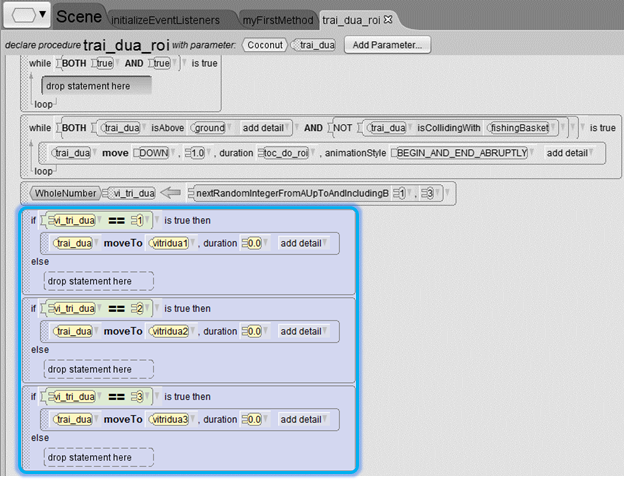 Scene initializeEventListeners myFirstMethod trai_dua_roi
declare procedure trai_dua_roi with parameter: Coconut trai_dua Add Parameter...
while BOTH true AND true is true
drop statement here
loop
while BOTH trai_dua isAbove ground add detail AND NOT trai_dua isCollidingWith fishingBasket is true
trai_dua move DOWN , 1.0 , duration toc_do_roi , animationStyle BEGIN_AND_END_ABRUPTLY add detail
loop
WholeNumber vi_tri_dua nextRandomIntegerFromAUpToAndIncludingB 1 , 3
if vi_tri_dua == 1 is true then
trai_dua moveTo vitridua1 , duration 0.0 add detail
else
drop statement here
if vi_tri_dua == 2 is true then
trai_dua moveTo vitridua2 , duration 0.0 add detail
else
drop statement here
if vi_tri_dua == 3 is true then
trai_dua moveTo vitridua3 , duration 0.0 add detail
else
drop statement here